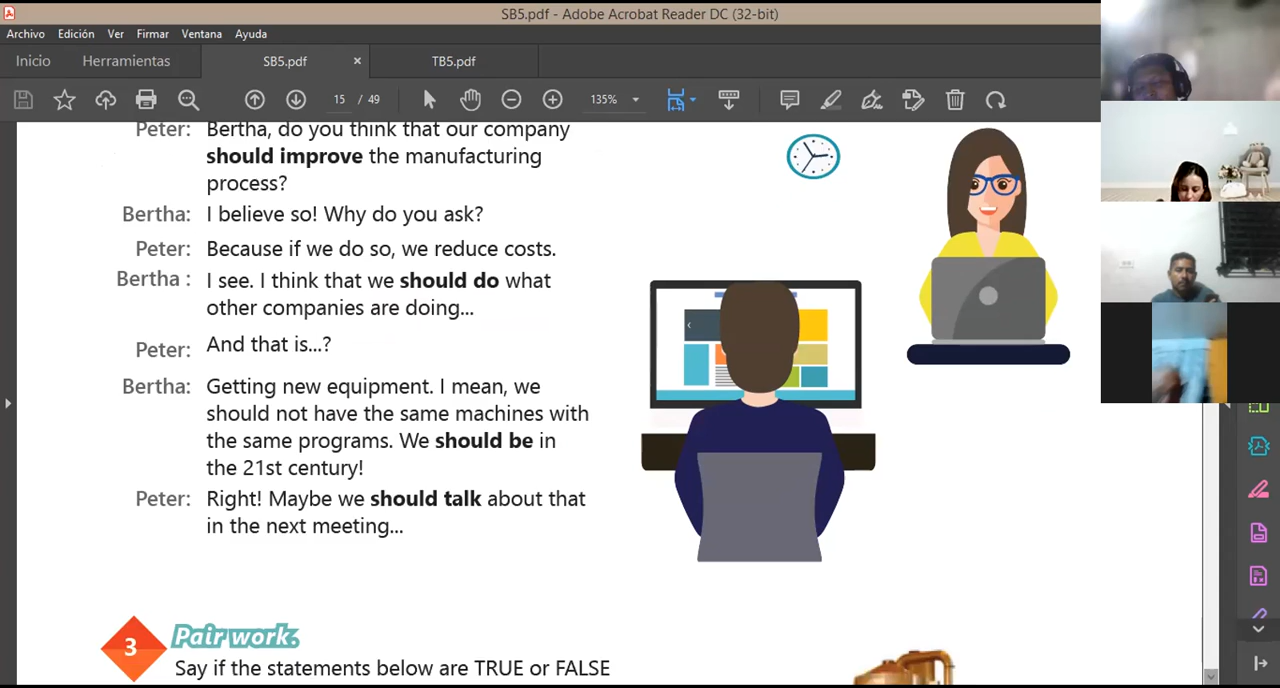 SB5.pdf - Adobe Acrobat Reader DC (32-bit)
Archivo Edición Ver Firmar Ventana Ayuda
Inicio Herramientas SB5.pdf × TB5.pdf
15 / 49 135%
Peter: Bertha, do you think that our company
should improve the manufacturing
process?
Bertha: I believe so! Why do you ask?
Peter: Because if we do so, we reduce costs.
Bertha : I see. I think that we should do what
other companies are doing...
Peter: And that is...?
Bertha: Getting new equipment. I mean, we
should not have the same machines with
the same programs. We should be in
the 21st century!
Peter: Right! Maybe we should talk about that
in the next meeting...
3 Pair work.
Say if the statements below are TRUE or FALSE